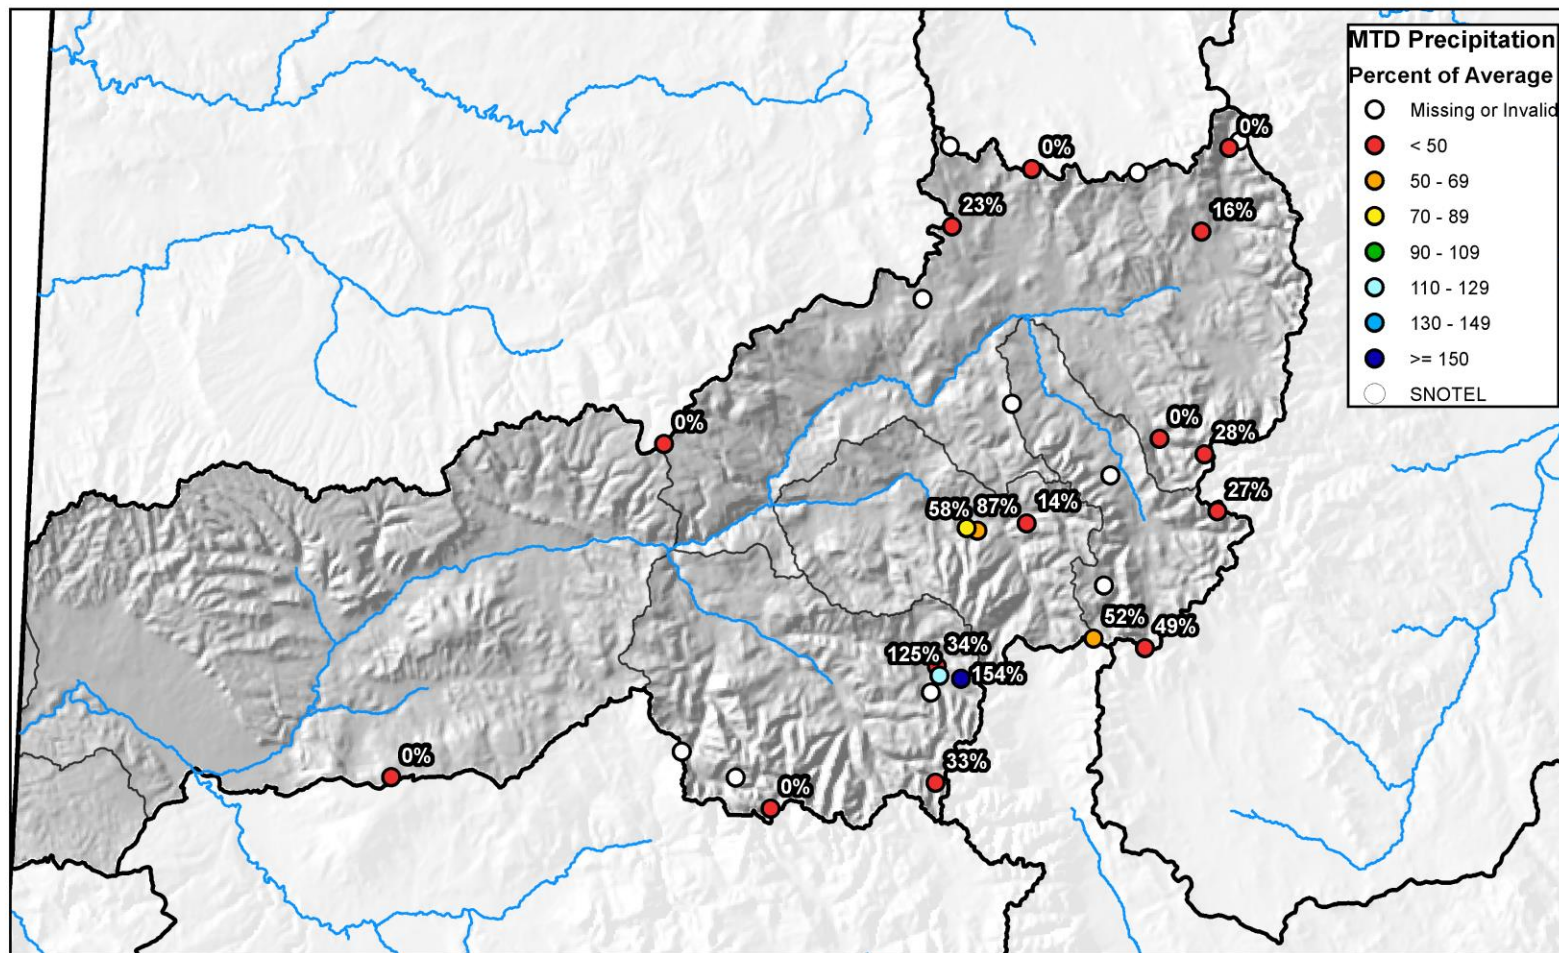 MTD Precipitation
Percent of Average
Missing or Invalid
< 50
50 - 69
70 - 89
90 - 109
110 - 129
130 - 149
>= 150
SNOTEL
0%
0%
23%
16%
0%
0%
28%
27%
58%
87%
14%
52%
49%
125%
34%
154%
0%
33%
0%